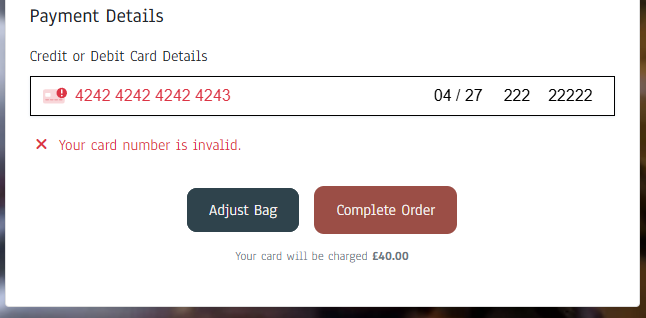 Payment Details
Credit or Debit Card Details
4242 4242 4242 4243 04 / 27 222 22222
Your card number is invalid.
Adjust Bag Complete Order
Your card will be charged £40.00